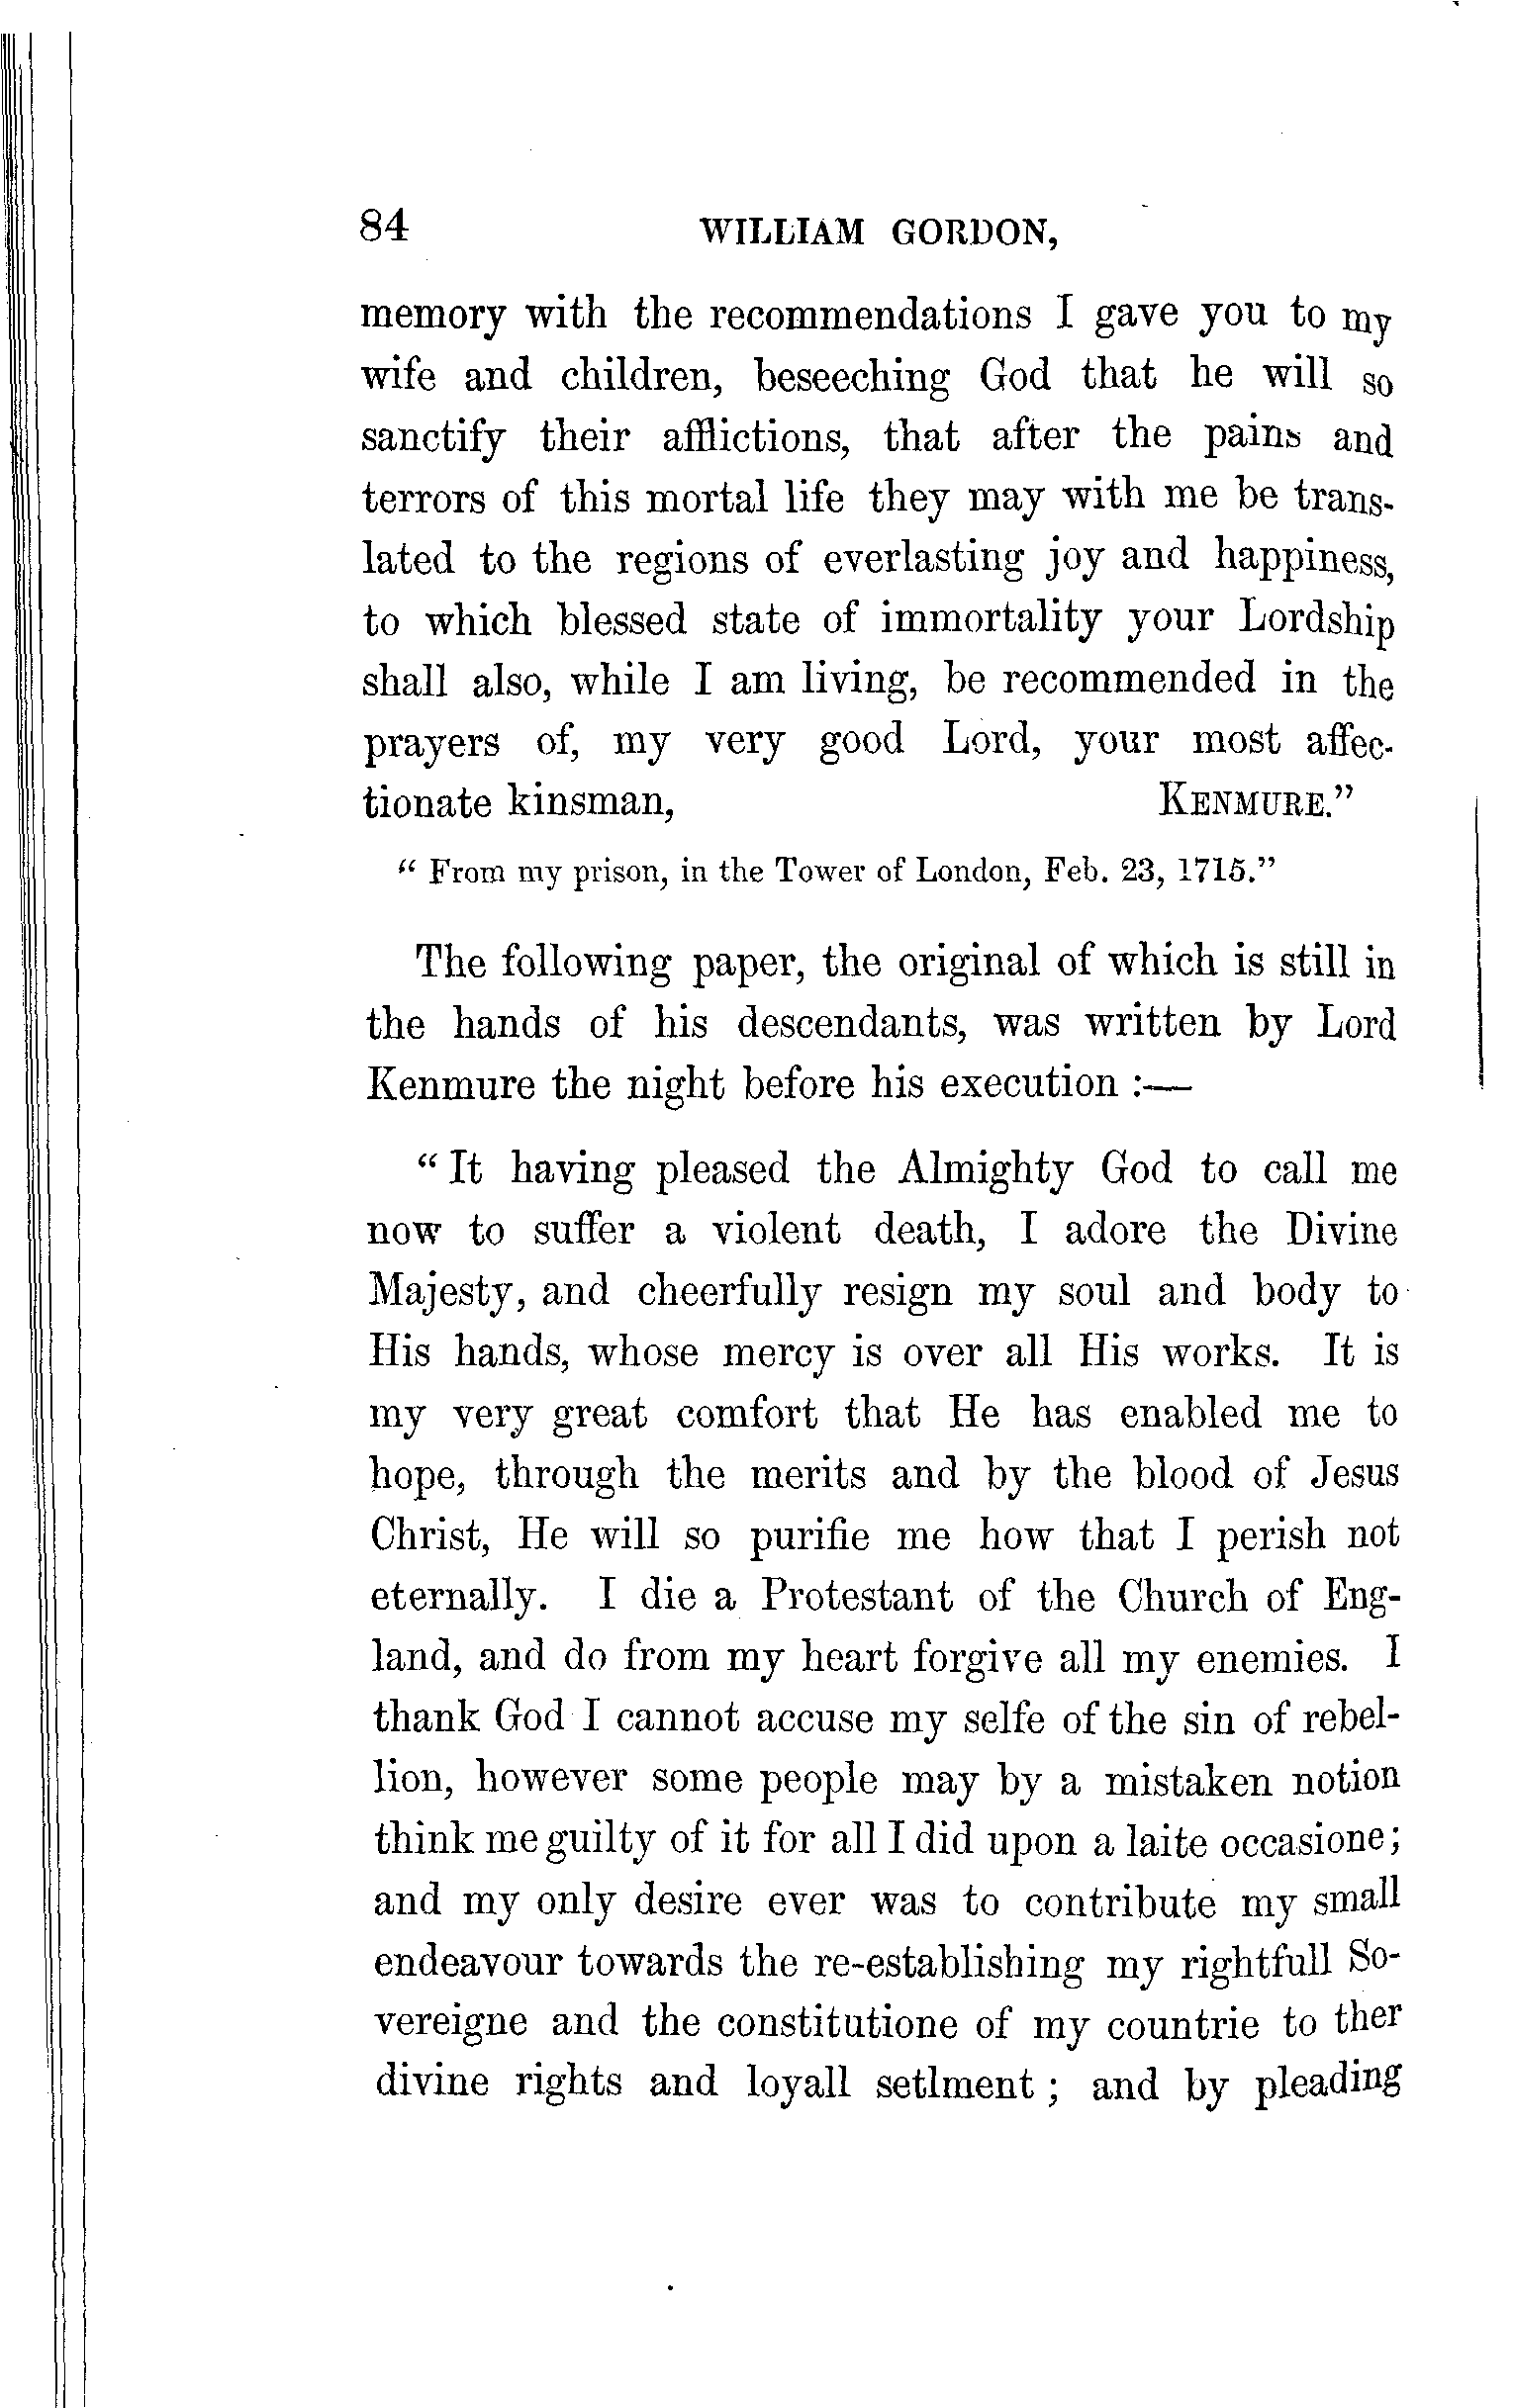 84 WILLIAM GORDON,
memory with the recommendations I gave you to my
wife and children, beseeching God that he will so
sanctify their afflictions, that after the pains and
terrors of this mortal life they may with me be trans-
lated to the regions of everlasting joy and happiness,
to which blessed state of immortality your Lordship
shall also, while I am living, be recommended in the
prayers of, my very good Lord, your most affec-
tionate kinsman, KENMURE."
" From my prison, in the Tower of London, Feb. 23, 1715."
The following paper, the original of which is still in
the hands of his descendants, was written by Lord
Kenmure the night before his execution :—
" It having pleased the Almighty God to call me
now to suffer a violent death, I adore the Divine
Majesty, and cheerfully resign my soul and body to
His hands, whose mercy is over all His works. It is
my very great comfort that He has enabled me to
hope, through the merits and by the blood of Jesus
Christ, He will so purifie me how that I perish not
eternally. I die a Protestant of the Church of Eng-
land, and do from my heart forgive all my enemies. I
thank God I cannot accuse my selfe of the sin of rebel-
lion, however some people may by a mistaken notion
think me guilty of it for all I did upon a laite occasione;
and my only desire ever was to contribute my small
endeavour towards the re-establishing my rightfull So-
vereigne and the constitutione of my countrie to ther
divine rights and loyall setlment ; and by pleading